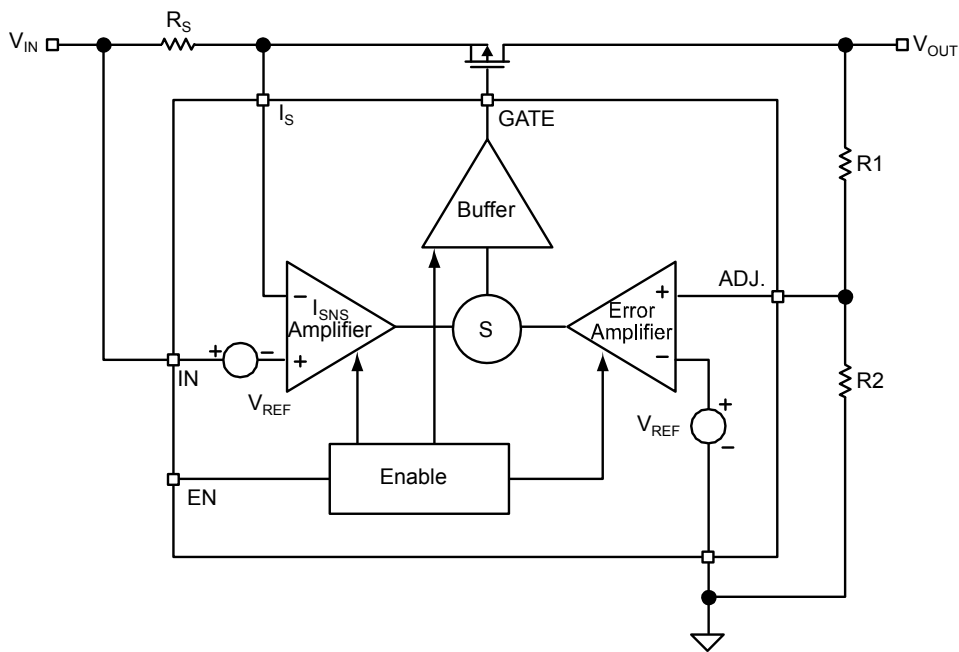 R_S
V_IN
V_OUT
I_S
GATE
R1
Buffer
ADJ.
+
−
I_SNS
Amplifier
S
Error
Amplifier
+ −
+
−
IN
R2
V_REF
V_REF
+
−
Enable
EN